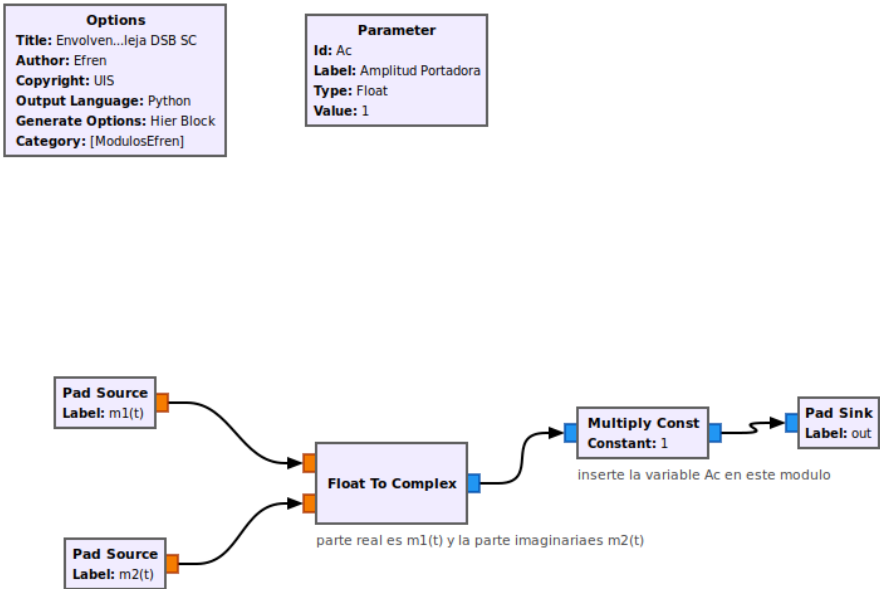 Options
Title: Envolven...leja DSB SC
Author: Efren
Copyright: UIS
Output Language: Python
Generate Options: Hier Block
Category: [ModulosEfren]
Parameter
Id: Ac
Label: Amplitud Portadora
Type: Float
Value: 1
Pad Source
Label: m1(t)
Multiply Const
Constant: 1
Pad Sink
Label: out
inserte la variable Ac en este modulo
Float To Complex
parte real es m1(t) y la parte imaginariaes m2(t)
Pad Source
Label: m2(t)